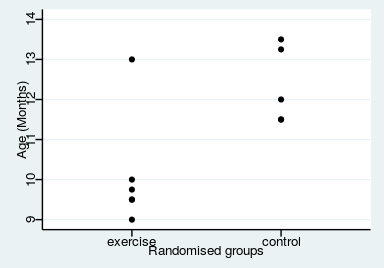 14
13
12
11
10
9
Age (Months)
exercise
control
Randomised groups